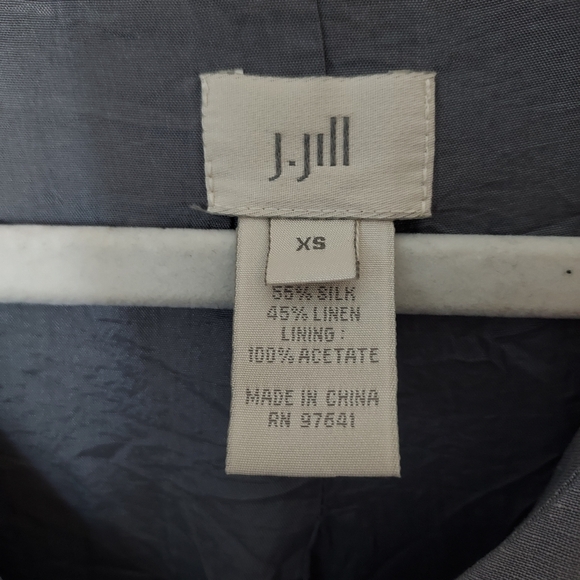 J.Jill
XS
55% SILK
45% LINEN
LINING :
100% ACETATE
MADE IN CHINA
RN 97641